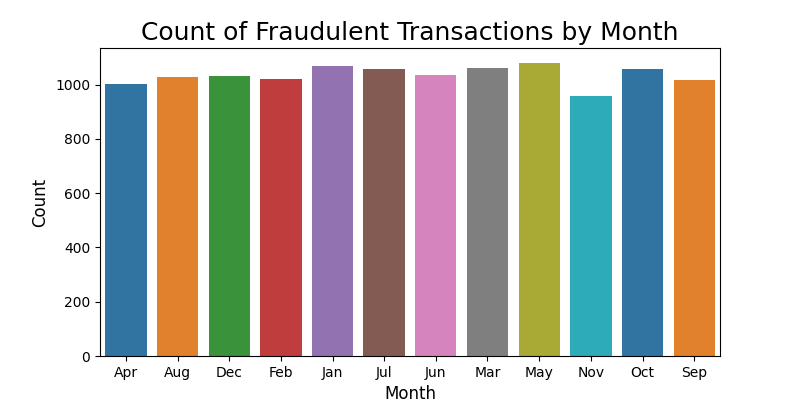 Count of Fraudulent Transactions by Month
1000
800
600
400
200
0
Count
Apr Aug Dec Feb Jan Jul Jun Mar May Nov Oct Sep
Month